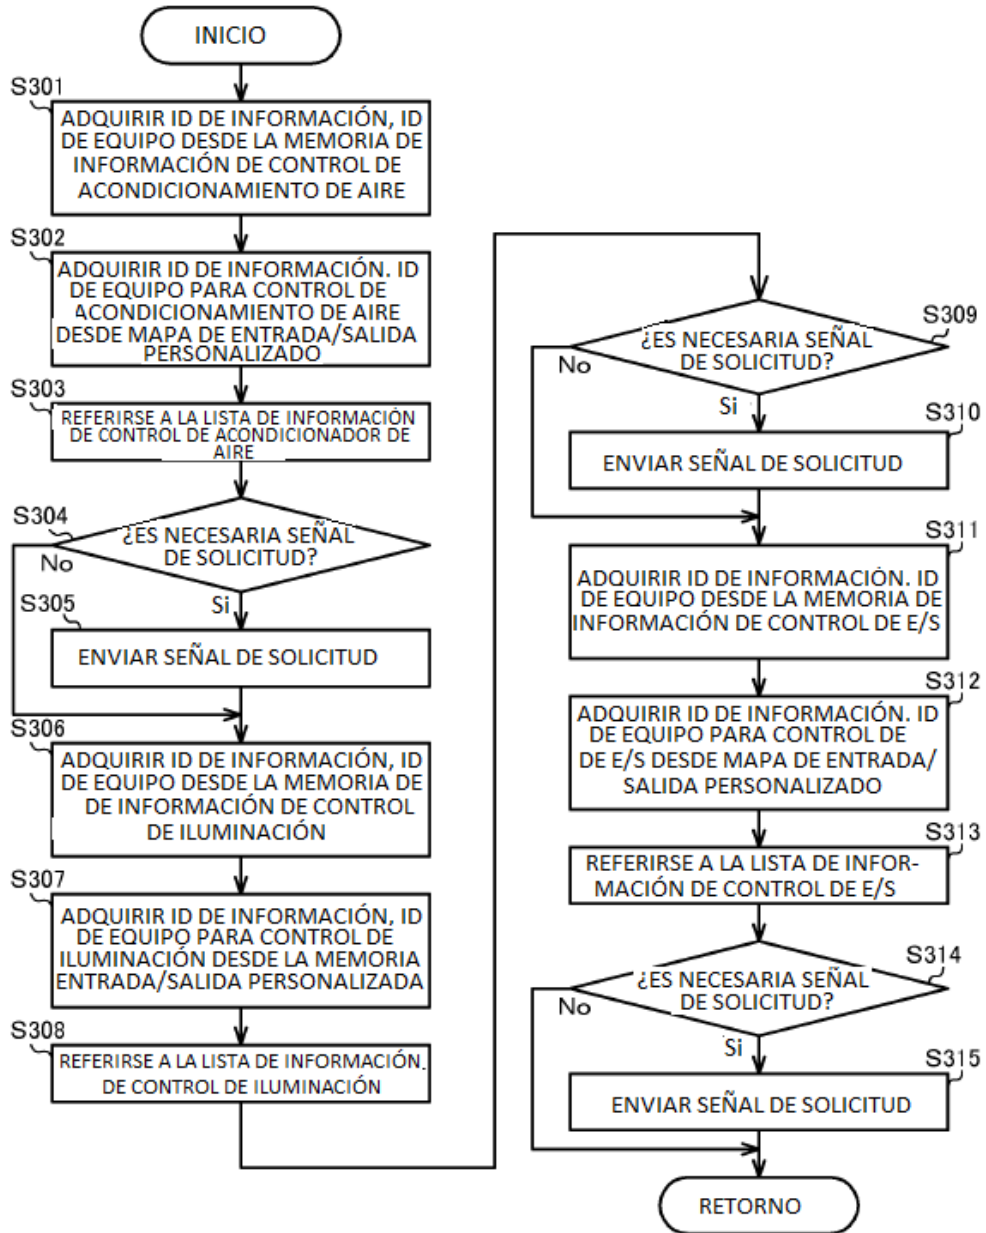 INICIO
S301
ADQUIRIR ID DE INFORMACIÓN, ID
DE EQUIPO DESDE LA MEMORIA DE
INFORMACIÓN DE CONTROL DE
ACONDICIONAMIENTO DE AIRE
S302
ADQUIRIR ID DE INFORMACIÓN. ID
DE EQUIPO PARA CONTROL DE
ACONDICIONAMIENTO DE AIRE
DESDE MAPA DE ENTRADA/SALIDA
PERSONALIZADO
S303
REFERIRSE A LA LISTA DE INFORMACIÓN
DE CONTROL DE ACONDICIONADOR DE
AIRE
S304
¿ES NECESARIA SEÑAL
DE SOLICITUD?
No
Si
S305
ENVIAR SEÑAL DE SOLICITUD
S306
ADQUIRIR ID DE INFORMACIÓN, ID
DE EQUIPO DESDE LA MEMORIA DE
DE INFORMACIÓN DE CONTROL
DE ILUMINACIÓN
S307
ADQUIRIR ID DE INFORMACIÓN, ID
DE EQUIPO PARA CONTROL DE
ILUMINACIÓN DESDE LA MEMORIA
ENTRADA/SALIDA PERSONALIZADA
S308
REFERIRSE A LA LISTA DE INFORMACIÓN.
DE CONTROL DE ILUMINACIÓN
S309
¿ES NECESARIA SEÑAL
DE SOLICITUD?
No
Si
S310
ENVIAR SEÑAL DE SOLICITUD
S311
ADQUIRIR ID DE INFORMACIÓN. ID
DE EQUIPO DESDE LA MEMORIA DE
INFORMACIÓN DE CONTROL DE E/S
S312
ADQUIRIR ID DE INFORMACIÓN. ID
DE EQUIPO PARA CONTROL DE
DE E/S DESDE MAPA DE ENTRADA/
SALIDA PERSONALIZADO
S313
REFERIRSE A LA LISTA DE INFOR-
MACIÓN DE CONTROL DE E/S
S314
¿ES NECESARIA SEÑAL
DE SOLICITUD?
No
Si
S315
ENVIAR SEÑAL DE SOLICITUD
RETORNO